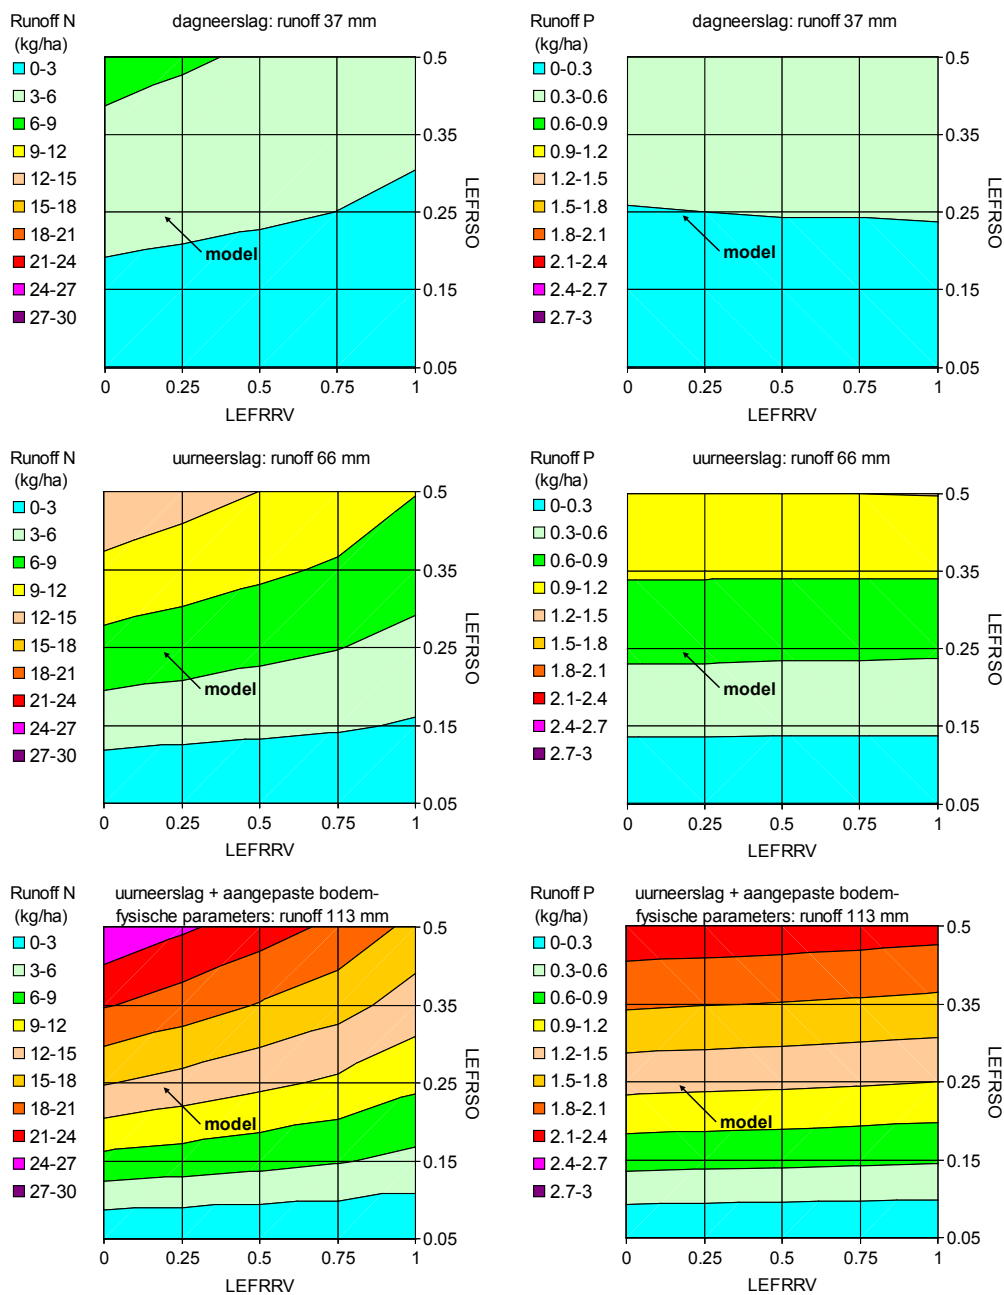 Runoff N
(kg/ha)
0-3
3-6
6-9
9-12
12-15
15-18
18-21
21-24
24-27
27-30
dagneerslag: runoff 37 mm
0.5
0.35
0.25
0.15
0.05
LEFRSO
model
0 0.25 0.5 0.75 1
LEFRRV
Runoff P
(kg/ha)
0-0.3
0.3-0.6
0.6-0.9
0.9-1.2
1.2-1.5
1.5-1.8
1.8-2.1
2.1-2.4
2.4-2.7
2.7-3
dagneerslag: runoff 37 mm
0.5
0.35
0.25
0.15
0.05
LEFRSO
model
0 0.25 0.5 0.75 1
LEFRRV
Runoff N
(kg/ha)
0-3
3-6
6-9
9-12
12-15
15-18
18-21
21-24
24-27
27-30
uurneerslag: runoff 66 mm
0.5
0.35
0.25
0.15
0.05
LEFRSO
model
0 0.25 0.5 0.75 1
LEFRRV
Runoff P
(kg/ha)
0-0.3
0.3-0.6
0.6-0.9
0.9-1.2
1.2-1.5
1.5-1.8
1.8-2.1
2.1-2.4
2.4-2.7
2.7-3
uurneerslag: runoff 66 mm
0.5
0.35
0.25
0.15
0.05
LEFRSO
model
0 0.25 0.5 0.75 1
LEFRRV
Runoff N
(kg/ha)
0-3
3-6
6-9
9-12
12-15
15-18
18-21
21-24
24-27
27-30
uurneerslag + aangepaste bodem-
fysische parameters: runoff 113 mm
0.5
0.35
0.25
0.15
0.05
LEFRSO
model
0 0.25 0.5 0.75 1
LEFRRV
Runoff P
(kg/ha)
0-0.3
0.3-0.6
0.6-0.9
0.9-1.2
1.2-1.5
1.5-1.8
1.8-2.1
2.1-2.4
2.4-2.7
2.7-3
uurneerslag + aangepaste bodem-
fysische parameters: runoff 113 mm
0.5
0.35
0.25
0.15
0.05
LEFRSO
model
0 0.25 0.5 0.75 1
LEFRRV